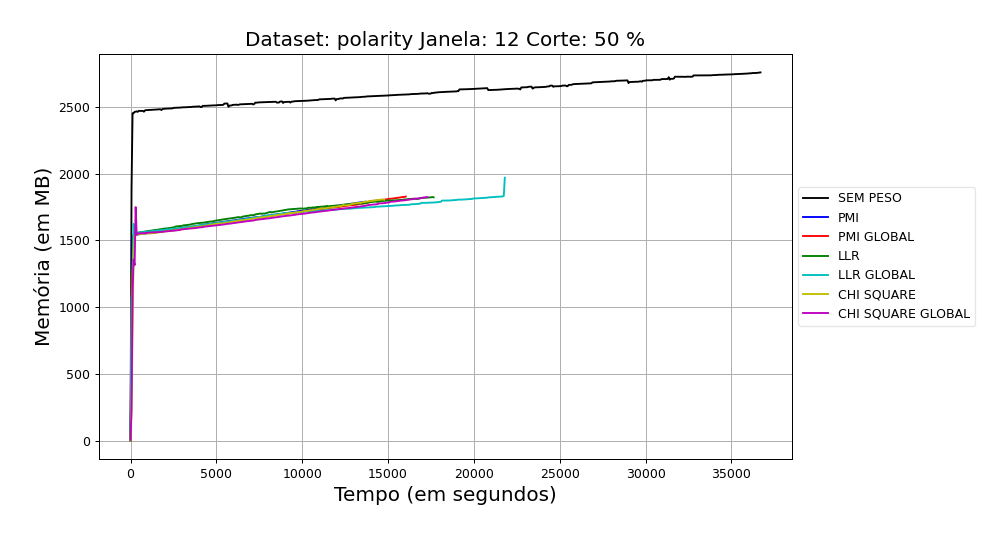 Dataset: polarity Janela: 12 Corte: 50 %
Memória (em MB)
2500
2000
1500
1000
500
0
0 5000 10000 15000 20000 25000 30000 35000
Tempo (em segundos)
SEM PESO
PMI
PMI GLOBAL
LLR
LLR GLOBAL
CHI SQUARE
CHI SQUARE GLOBAL